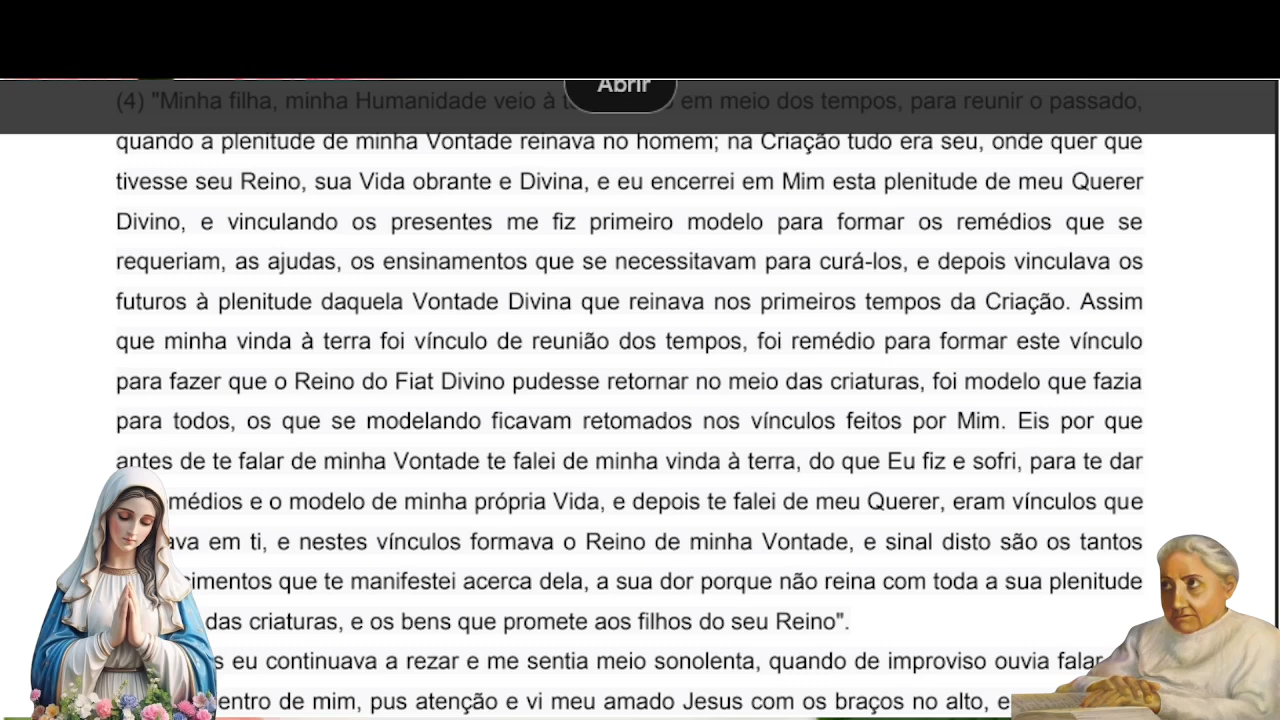 Abrir
(4) "Minha filha, minha Humanidade veio à em meio dos tempos, para reunir o passado,
quando a plenitude de minha Vontade reinava no homem; na Criação tudo era seu, onde quer que
tivesse seu Reino, sua Vida obrante e Divina, e eu encerrei em Mim esta plenitude de meu Querer
Divino, e vinculando os presentes me fiz primeiro modelo para formar os remédios que se
requeriam, as ajudas, os ensinamentos que se necessitavam para curá-los, e depois vinculava os
futuros à plenitude daquela Vontade Divina que reinava nos primeiros tempos da Criação. Assim
que minha vinda à terra foi vínculo de reunião dos tempos, foi remédio para formar este vínculo
para fazer que o Reino do Fiat Divino pudesse retornar no meio das criaturas, foi modelo que fazia
para todos, os que se modelando ficavam retomados nos vínculos feitos por Mim. Eis por que
antes de te falar de minha Vontade te falei de minha vinda à terra, do que Eu fiz e sofri, para te dar
médios e o modelo de minha própria Vida, e depois te falei de meu Querer, eram vínculos que
ava em ti, e nestes vínculos formava o Reino de minha Vontade, e sinal disto são os tantos
cimentos que te manifestei acerca dela, a sua dor porque não reina com toda a sua plenitude
das criaturas, e os bens que promete aos filhos do seu Reino".
s eu continuava a rezar e me sentia meio sonolenta, quando de improviso ouvia falar
entro de mim, pus atenção e vi meu amado Jesus com os braços no alto, e